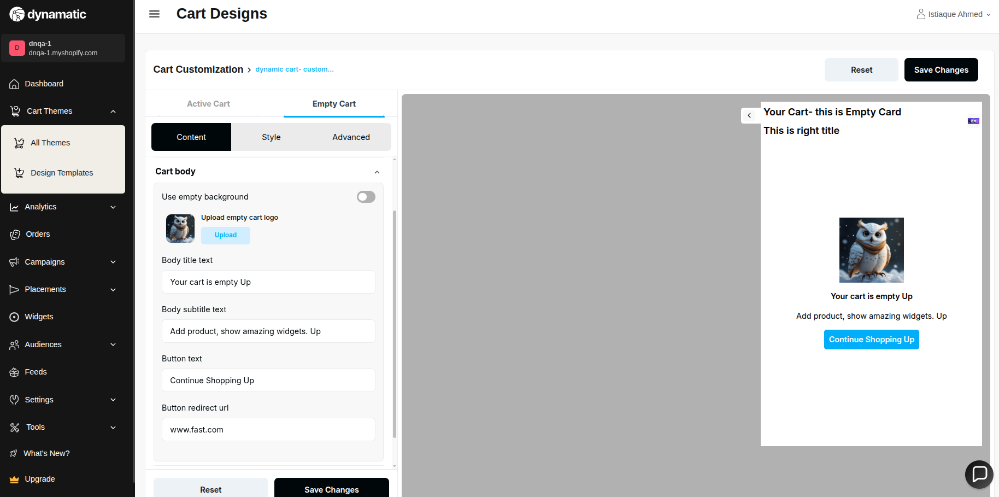 dynamatic
Cart Designs
Istiaque Ahmed
D
dnqa-1
dnqa-1.myshopify.com
Dashboard
Cart Themes
All Themes
Design Templates
Analytics
Orders
Campaigns
Placements
Widgets
Audiences
Feeds
Settings
Tools
What's New?
Upgrade
Cart Customization
dynamic cart- custom...
Reset
Save Changes
Active Cart
Empty Cart
Content
Style
Advanced
Cart body
Use empty background
Upload empty cart logo
Upload
Body title text
Your cart is empty Up
Body subtitle text
Add product, show amazing widgets. Up
Button text
Continue Shopping Up
Button redirect url
www.fast.com
Reset
Save Changes
Your Cart- this is Empty Card
This is right title
Your cart is empty Up
Add product, show amazing widgets. Up
Continue Shopping Up